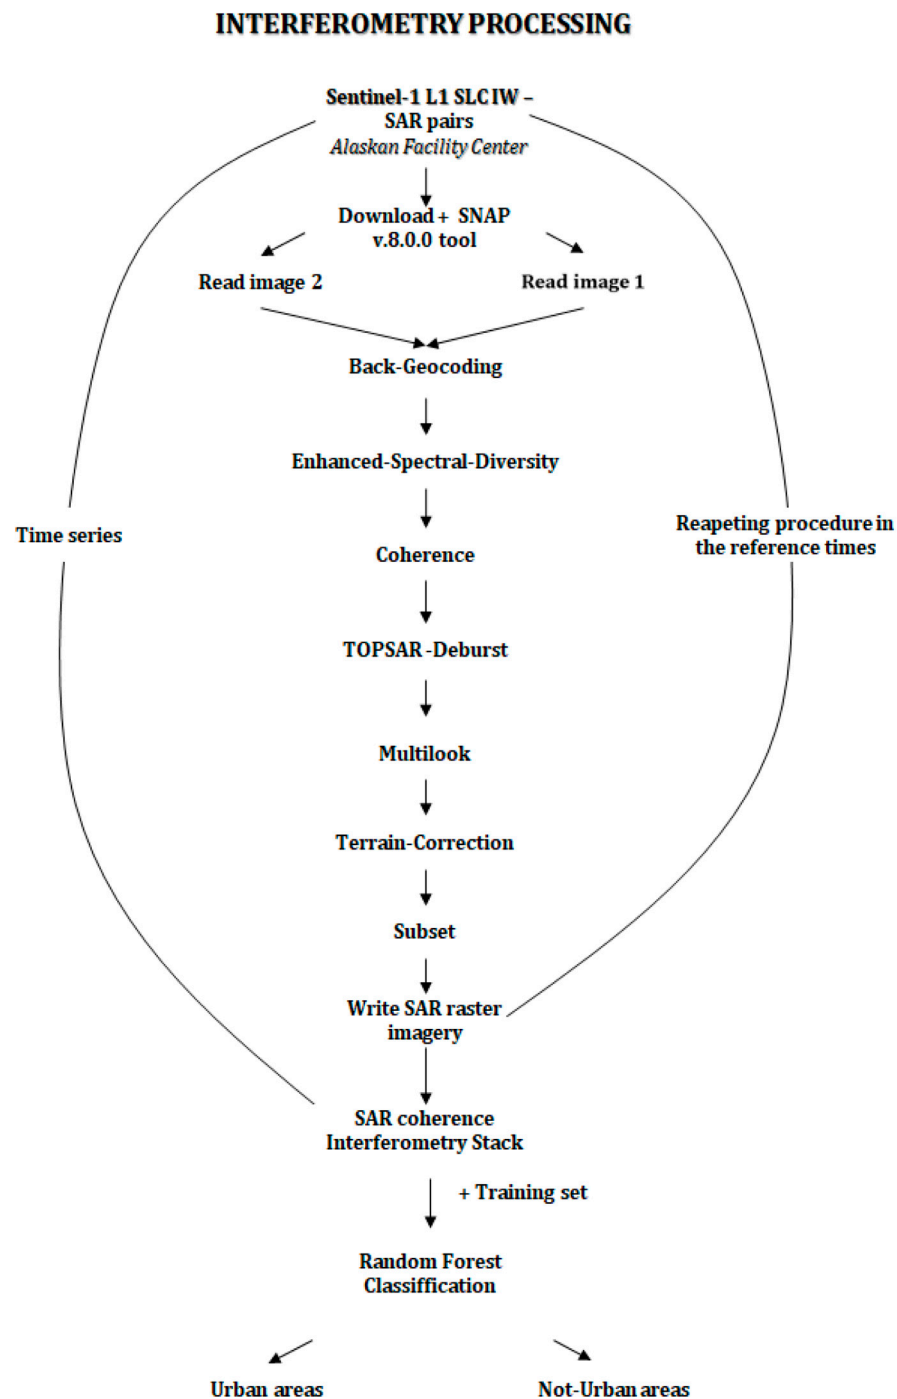 INTERFEROMETRY PROCESSING
Sentinel-1 L1 SLC IW –
SAR pairs
Alaskan Facility Center
Download + SNAP
v.8.0.0 tool
Read image 2
Read image 1
Back-Geocoding
Enhanced-Spectral-Diversity
Time series
Reapeting procedure in
the reference times
Coherence
TOPSAR -Deburst
Multilook
Terrain-Correction
Subset
Write SAR raster
imagery
SAR coherence
Interferometry Stack
+ Training set
Random Forest
Classiffication
Urban areas
Not-Urban areas